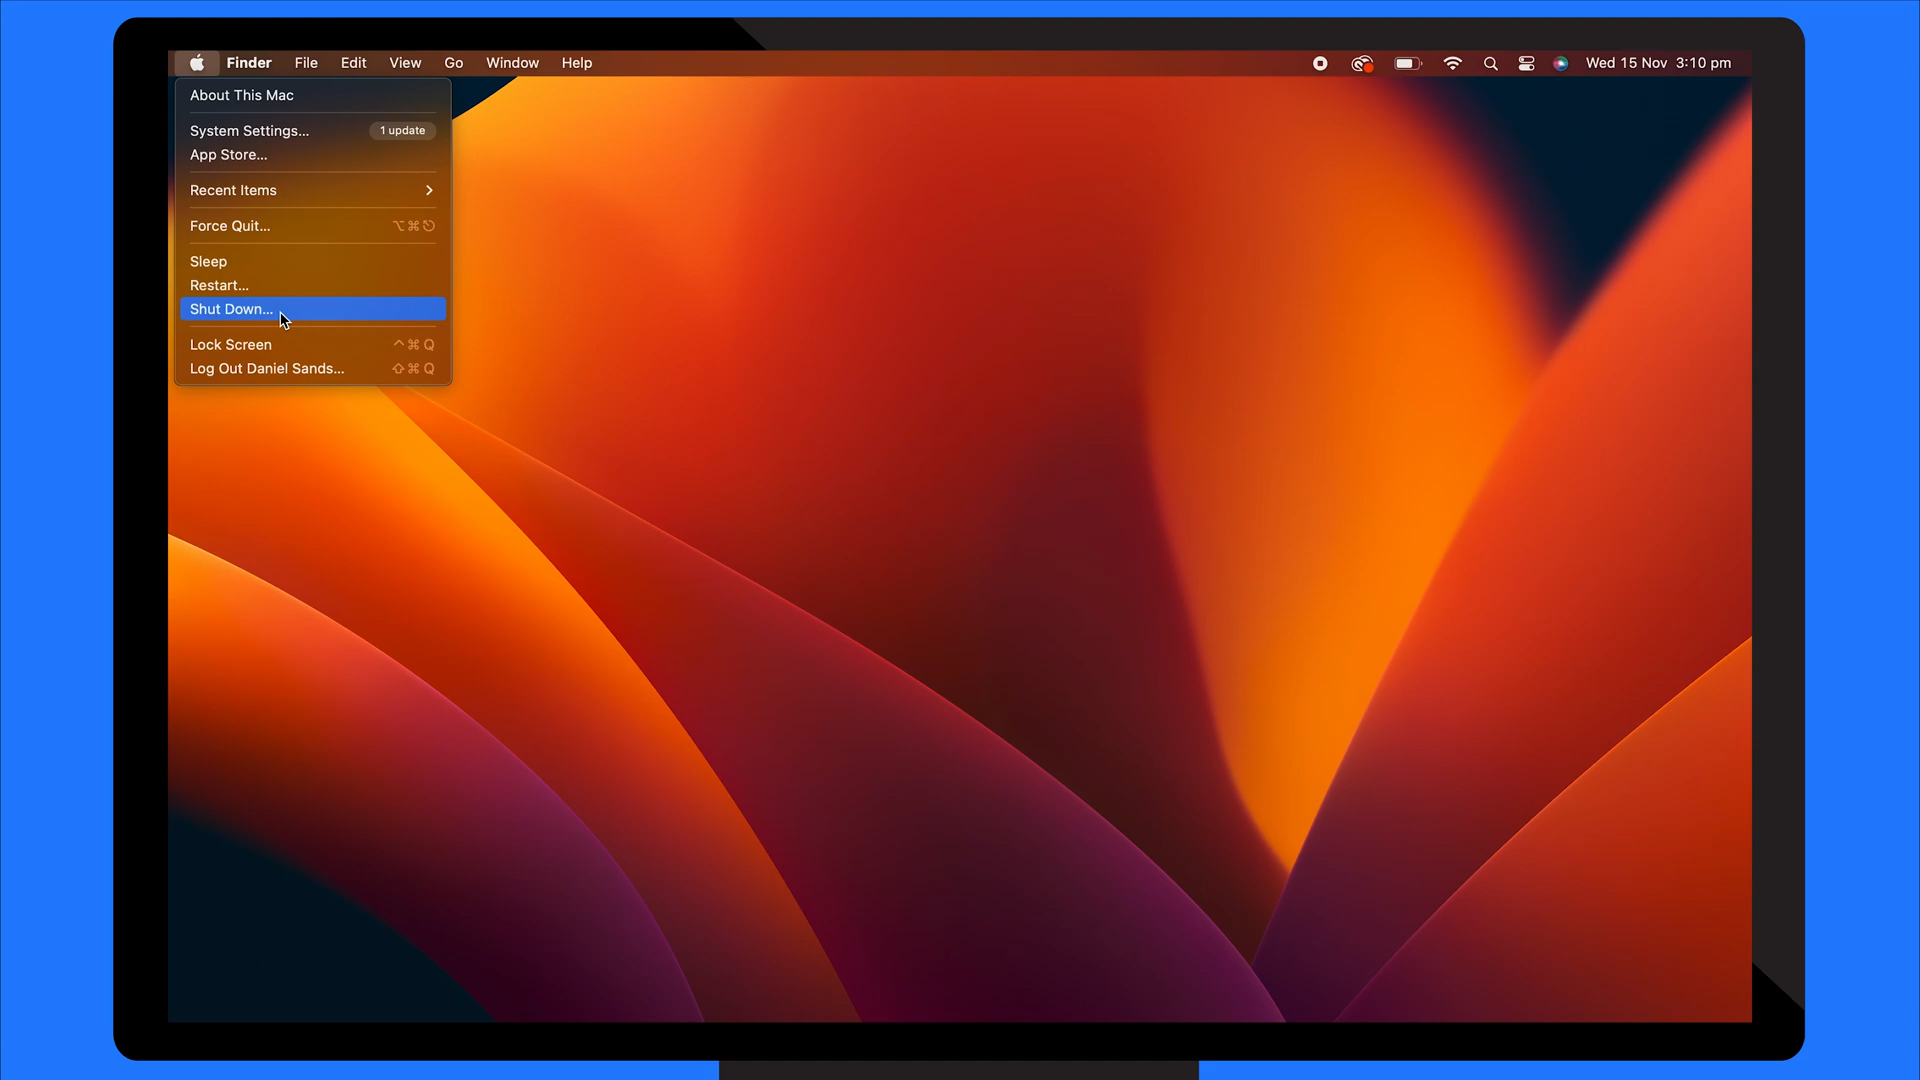 Finder File Edit View Go Window Help Wed 15 Nov 3:10 pm
About This Mac
System Settings... 1 update
App Store...
Recent Items
Force Quit... ⌥⌘⎋
Sleep
Restart...
Shut Down...
Lock Screen ^⌘Q
Log Out Daniel Sands... ⇧⌘Q